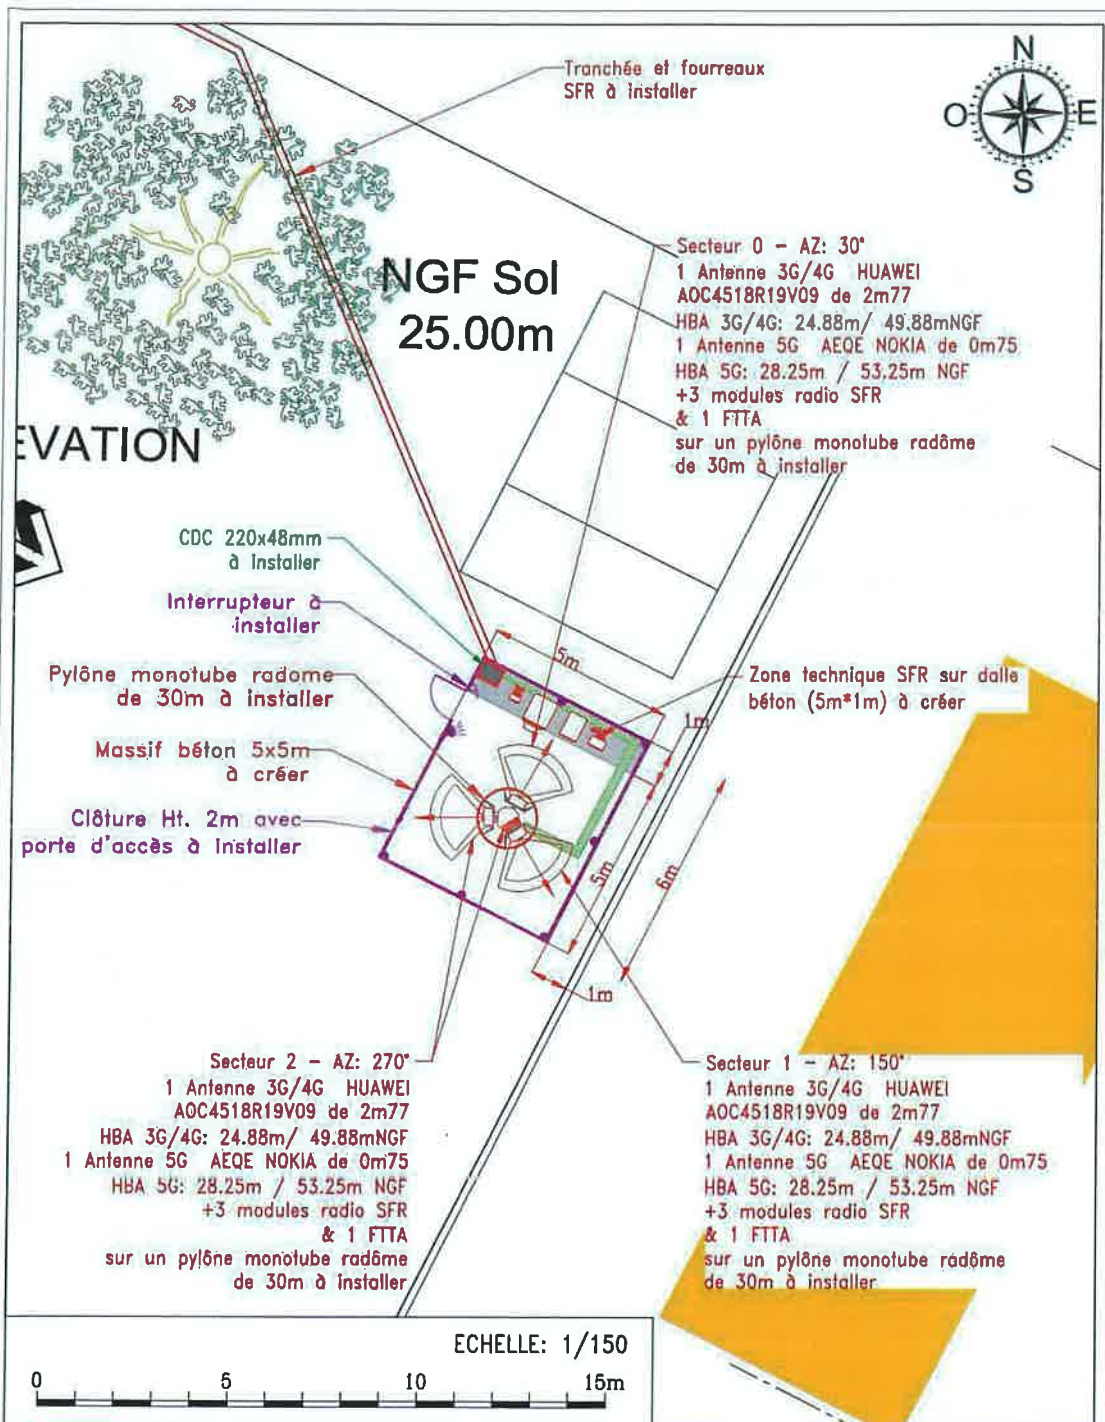 Tranchée et fourreaux
SFR à installer
N
O
E
S
NGF Sol
25.00m
Secteur 0 - AZ: 30°
1 Antenne 3G/4G HUAWEI
AOC4518R19V09 de 2m77
HBA 3G/4G: 24.88m/ 49.88mNGF
1 Antenne 5G AEQE NOKIA de 0m75
HBA 5G: 28.25m / 53.25m NGF
+3 modules radio SFR
& 1 FTTA
sur un pylône monotube radôme
de 30m à installer
EVATION
CDC 220x48mm
à installer
Interrupteur à
installer
Pylône monotube radome
de 30m à installer
Massif béton 5x5m
à créer
Clôture Ht. 2m avec
porte d'accès à installer
5m
1m
Zone technique SFR sur dalle
béton (5m*1m) à créer
5m
6m
1m
Secteur 2 - AZ: 270°
1 Antenne 3G/4G HUAWEI
AOC4518R19V09 de 2m77
HBA 3G/4G: 24.88m/ 49.88mNGF
1 Antenne 5G AEQE NOKIA de 0m75
HBA 5G: 28.25m / 53.25m NGF
+3 modules radio SFR
& 1 FTTA
sur un pylône monotube radôme
de 30m à installer
Secteur 1 - AZ: 150°
1 Antenne 3G/4G HUAWEI
AOC4518R19V09 de 2m77
HBA 3G/4G: 24.88m/ 49.88mNGF
1 Antenne 5G AEQE NOKIA de 0m75
HBA 5G: 28.25m / 53.25m NGF
+3 modules radio SFR
& 1 FTTA
sur un pylône monotube radôme
de 30m à installer
ECHELLE: 1/150
0 5 10 15m